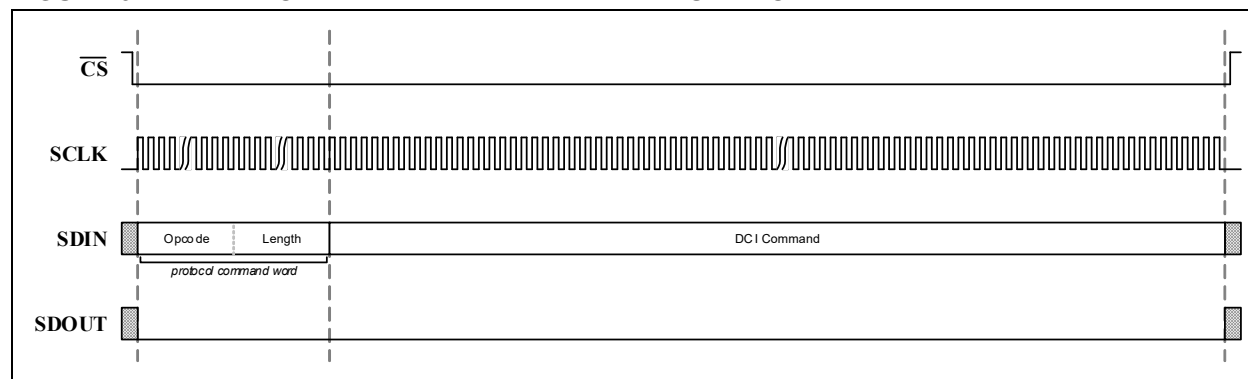 CS
SCLK
SDIN
Opcode
Length
DCI Command
protocol command word
SDOUT